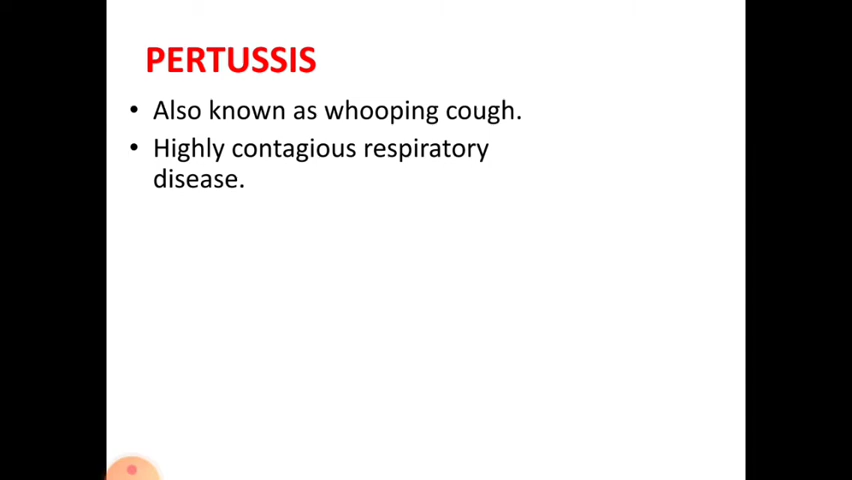 PERTUSSIS
• Also known as whooping cough.
• Highly contagious respiratory
disease.